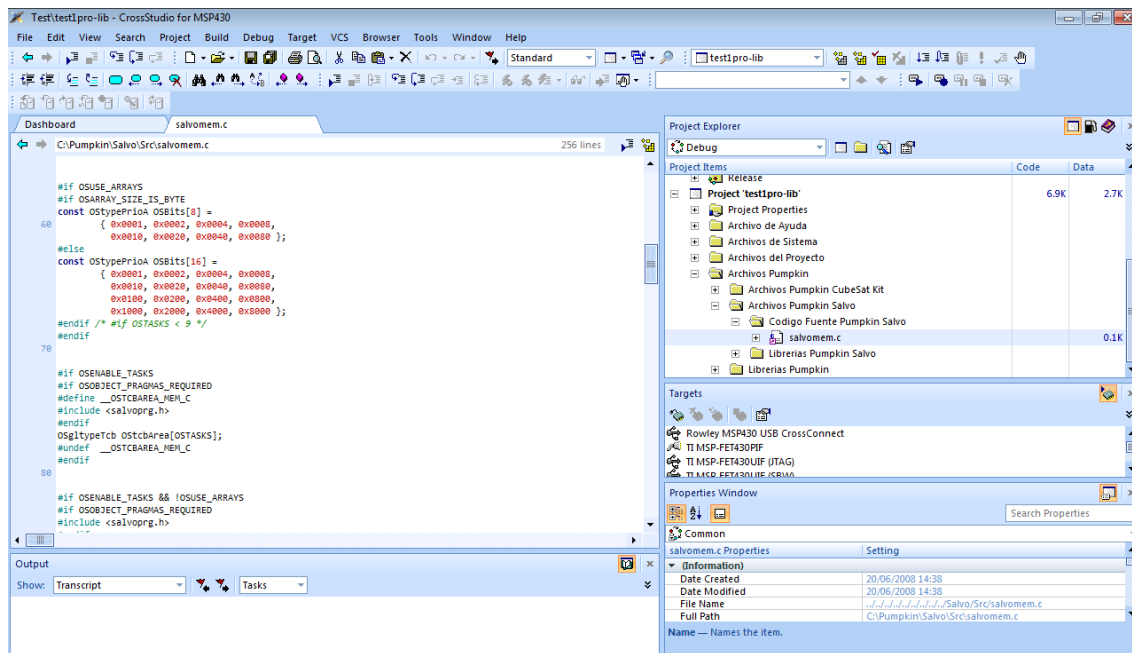 Test\test1pro-lib - CrossStudio for MSP430
File Edit View Search Project Build Debug Target VCS Browser Tools Window Help
Standard test1pro-lib
Dashboard salvomem.c
C:\Pumpkin\Salvo\Src\salvomem.c 256 lines
#if OSUSE_ARRAYS
#if OSARRAY_SIZE_IS_BYTE
const OStypePrioA OSBits[8] =
60 { 0x0001, 0x0002, 0x0004, 0x0008,
0x0010, 0x0020, 0x0040, 0x0080 };
#else
const OStypePrioA OSBits[16] =
{ 0x0001, 0x0002, 0x0004, 0x0008,
0x0010, 0x0020, 0x0040, 0x0080,
0x0100, 0x0200, 0x0400, 0x0800,
0x1000, 0x2000, 0x4000, 0x8000 };
#endif /* #if OSTASKS < 9 */
#endif
70
#if OSENABLE_TASKS
#if OSOBJECT_PRAGMAS_REQUIRED
#define __OSTCBAREA_MEM_C
#include <salvoprg.h>
#endif
OSgltypeTcb OStcbArea[OSTASKS];
#undef __OSTCBAREA_MEM_C
#endif
80
#if OSENABLE_TASKS && !OSUSE_ARRAYS
#if OSOBJECT_PRAGMAS_REQUIRED
#include <salvoprg.h>
Output
Show: Transcript Tasks
Project Explorer
Debug
Project Items Code Data
Release
Project 'test1pro-lib' 6.9K 2.7K
Project Properties
Archivo de Ayuda
Archivos de Sistema
Archivos del Proyecto
Archivos Pumpkin
Archivos Pumpkin CubeSat Kit
Archivos Pumpkin Salvo
Codigo Fuente Pumpkin Salvo
salvomem.c 0.1K
Librerias Pumpkin Salvo
Librerias Pumpkin
Targets
Rowley MSP430 USB CrossConnect
TI MSP-FET430PIF
TI MSP-FET430UIF (JTAG)
TI MSP-FET430UIF (SBW)
Properties Window
Search Properties
Common
salvomem.c Properties Setting
(Information)
Date Created 20/06/2008 14:38
Date Modified 20/06/2008 14:38
File Name ../../../../../../../../Salvo/Src/salvomem.c
Full Path C:\Pumpkin\Salvo\Src\salvomem.c
Name — Names the item.